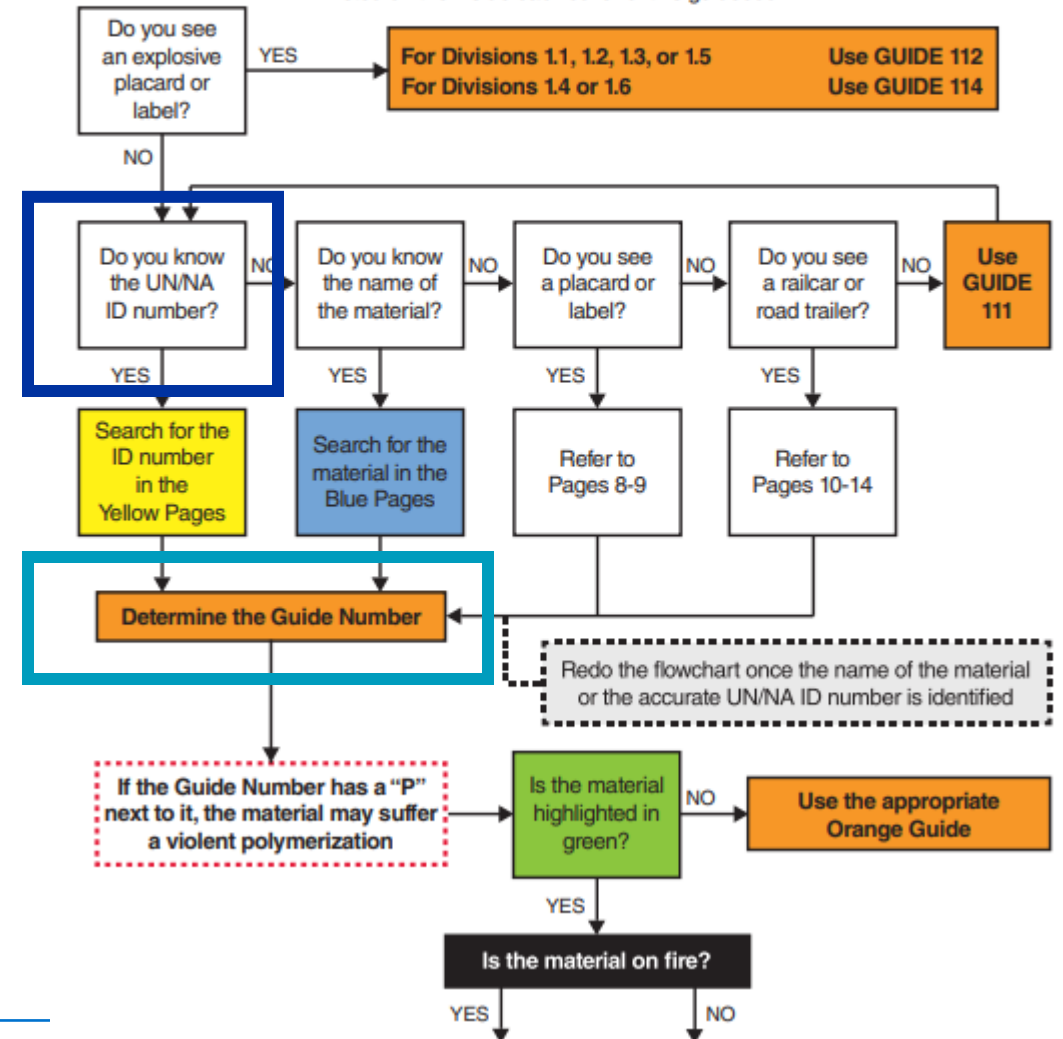 Do you see
an explosive
placard or
label?
YES
For Divisions 1.1, 1.2, 1.3, or 1.5 Use GUIDE 112
For Divisions 1.4 or 1.6 Use GUIDE 114
NO
Do you know
the UN/NA
ID number?
NO
Do you know
the name of
the material?
NO
Do you see
a placard or
label?
NO
Do you see
a railcar or
road trailer?
NO
Use
GUIDE
111
YES
YES
YES
YES
Search for the
ID number
in the
Yellow Pages
Search for the
material in the
Blue Pages
Refer to
Pages 8-9
Refer to
Pages 10-14
Determine the Guide Number
Redo the flowchart once the name of the material
or the accurate UN/NA ID number is identified
If the Guide Number has a “P”
next to it, the material may suffer
a violent polymerization
Is the material
highlighted in
green?
NO
Use the appropriate
Orange Guide
YES
Is the material on fire?
YES
NO